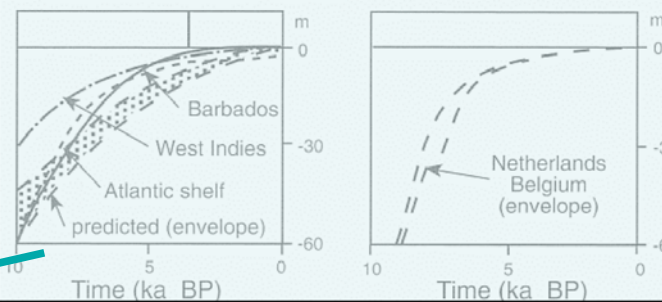 m
0
Barbados
West Indies
-30
Atlantic shelf
predicted (envelope)
-60
10
5
0
Time (ka BP)
m
0
Netherlands
Belgium
(envelope)
10
5
0
Time (ka BP)